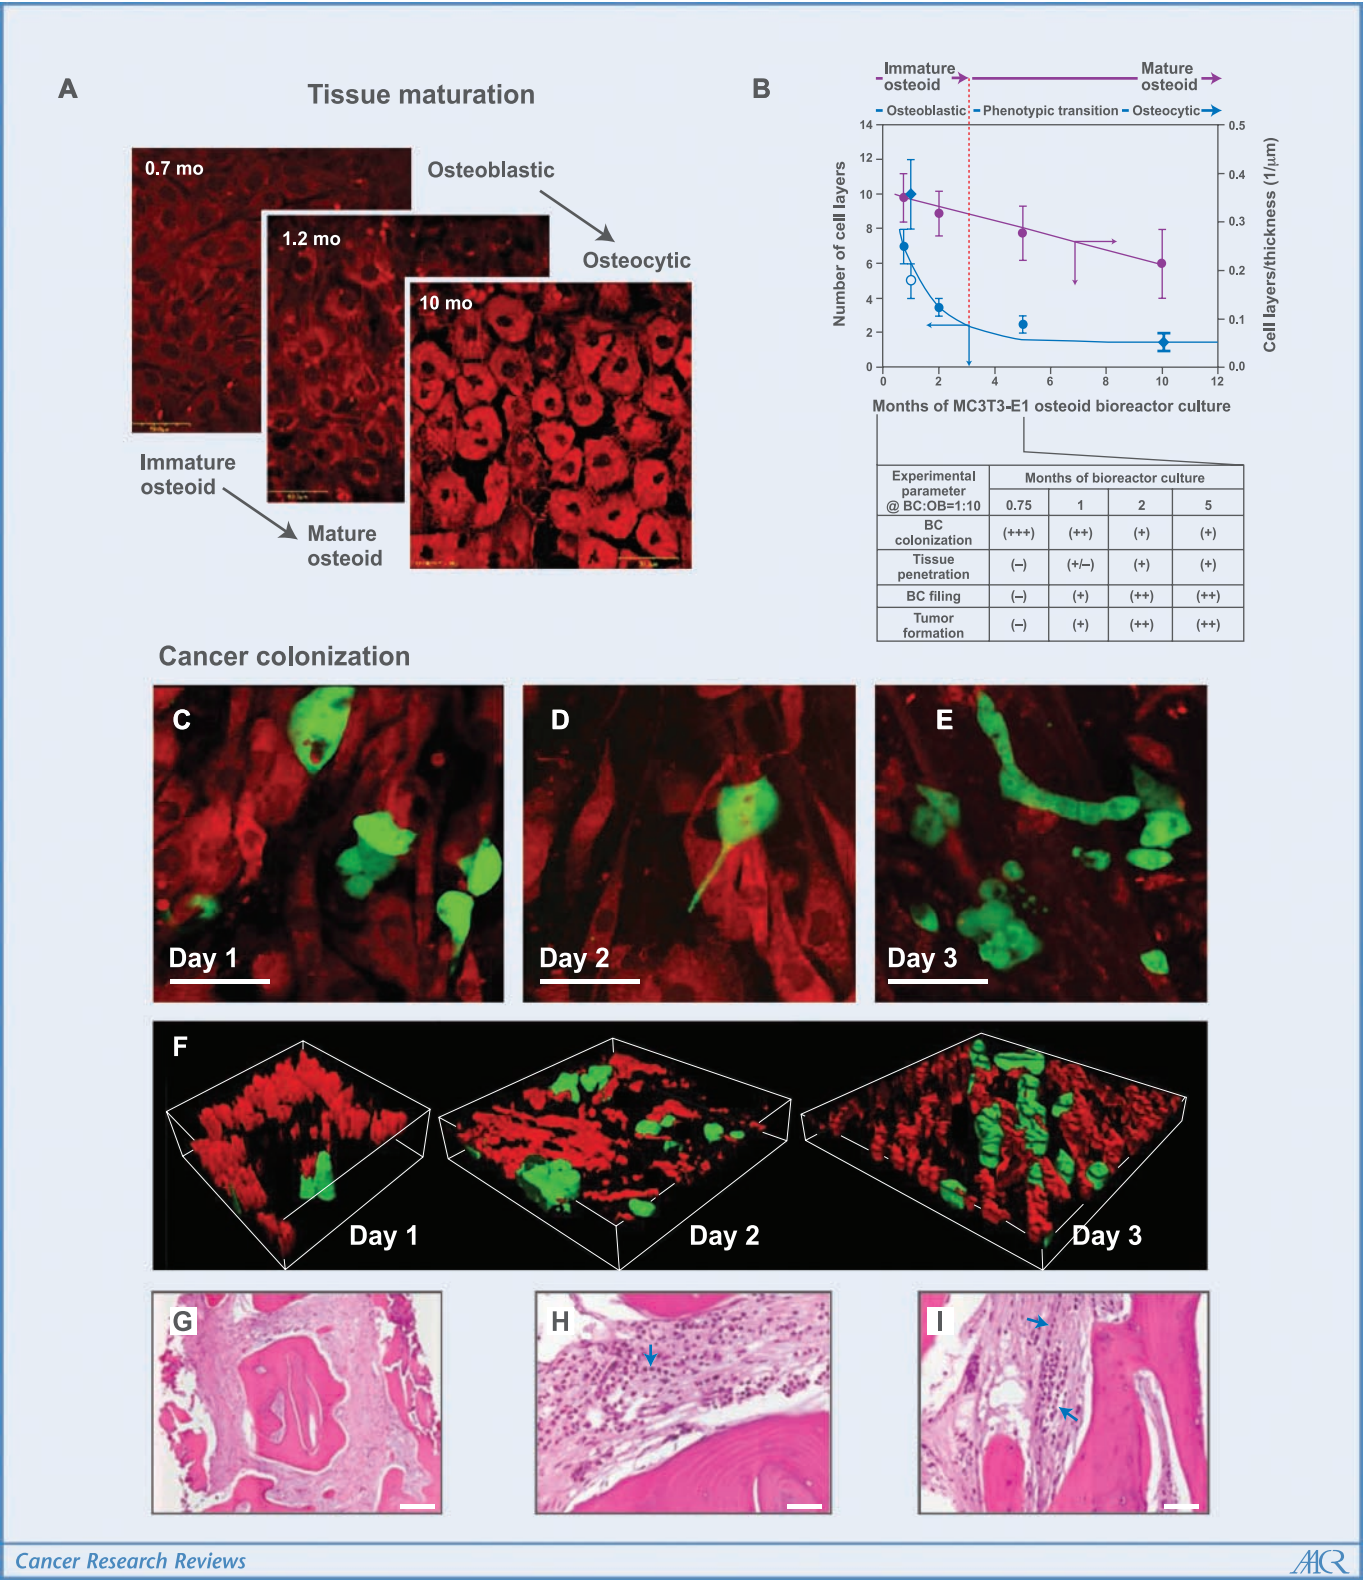 A
Tissue maturation
0.7 mo
1.2 mo
10 mo
Osteoblastic
Osteocytic
Immature
osteoid
Mature
osteoid
B
Immature
osteoid
Mature
osteoid
Osteoblastic
Phenotypic transition
Osteocytic
Number of cell layers
14
12
10
8
6
4
2
0
Cell layers/thickness (1/μm)
0.5
0.4
0.3
0.2
0.1
0.0
0 2 4 6 8 10 12
Months of MC3T3-E1 osteoid bioreactor culture
Experimental
parameter
@ BC:OB=1:10
Months of bioreactor culture
0.75 1 2 5
BC
colonization
(+++) (++) (+) (+)
Tissue
penetration
(–) (+/–) (+) (+)
BC filing (–) (+) (++) (++)
Tumor
formation
(–) (+) (++) (++)
Cancer colonization
C
Day 1
D
Day 2
E
Day 3
F
Day 1
Day 2
Day 3
G
H
I
Cancer Research Reviews
AACR